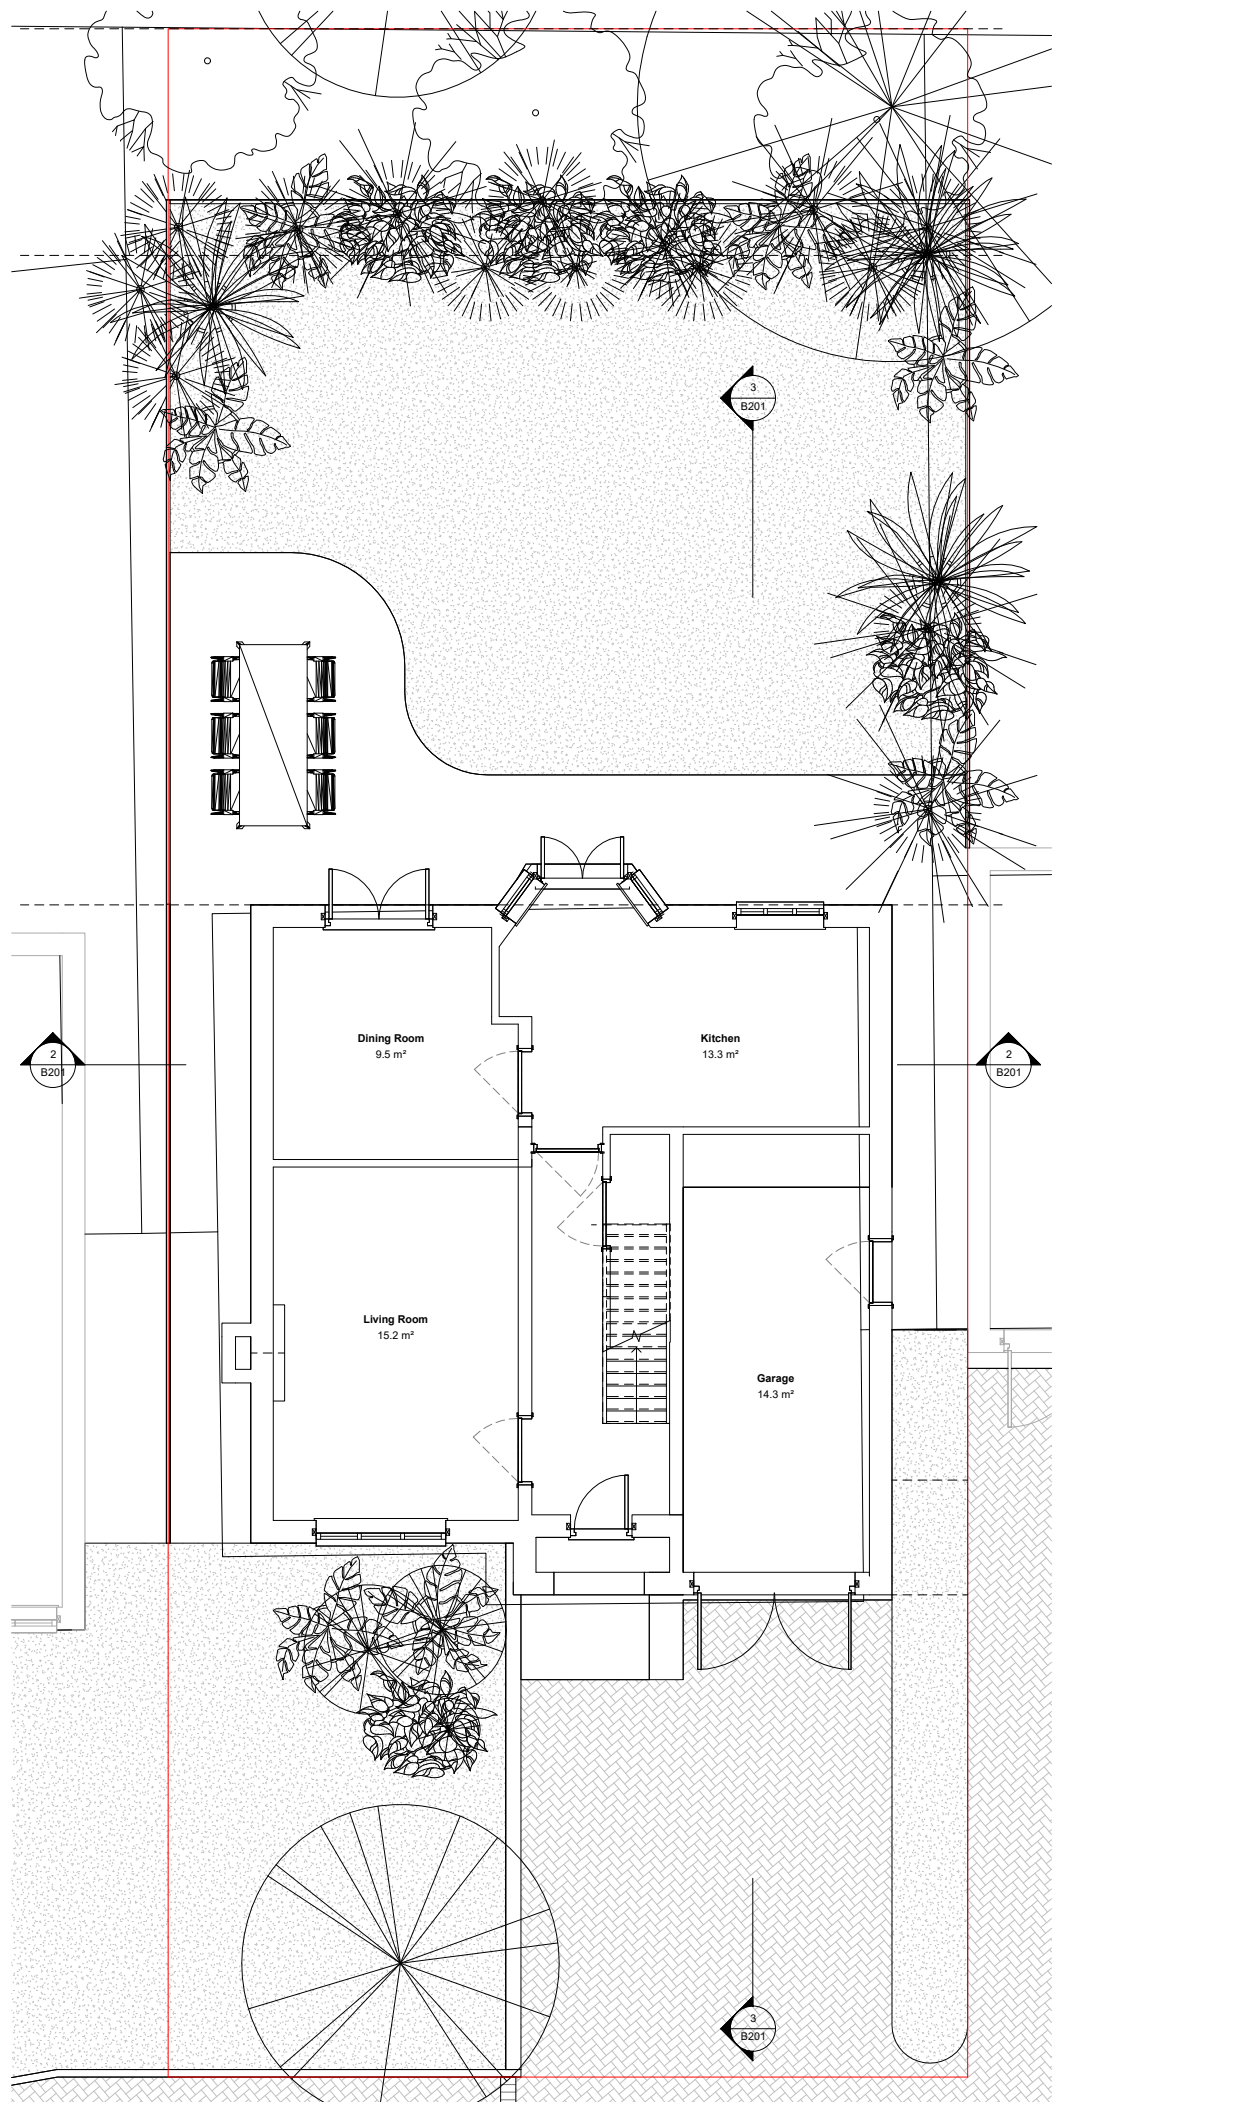 3
B201
Dining Room
9.5 m²
Kitchen
13.3 m²
2
B201
2
B201
Living Room
15.2 m²
Garage
14.3 m²
3
B201